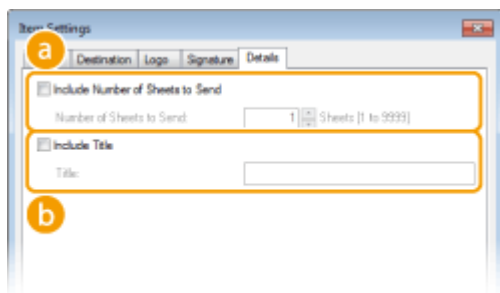 Item Settings
a
Destination Logo Signature Details
Include Number of Sheets to Send
Number of Sheets to Send: 1 Sheets [1 to 9999]
Include Title
Title:
b